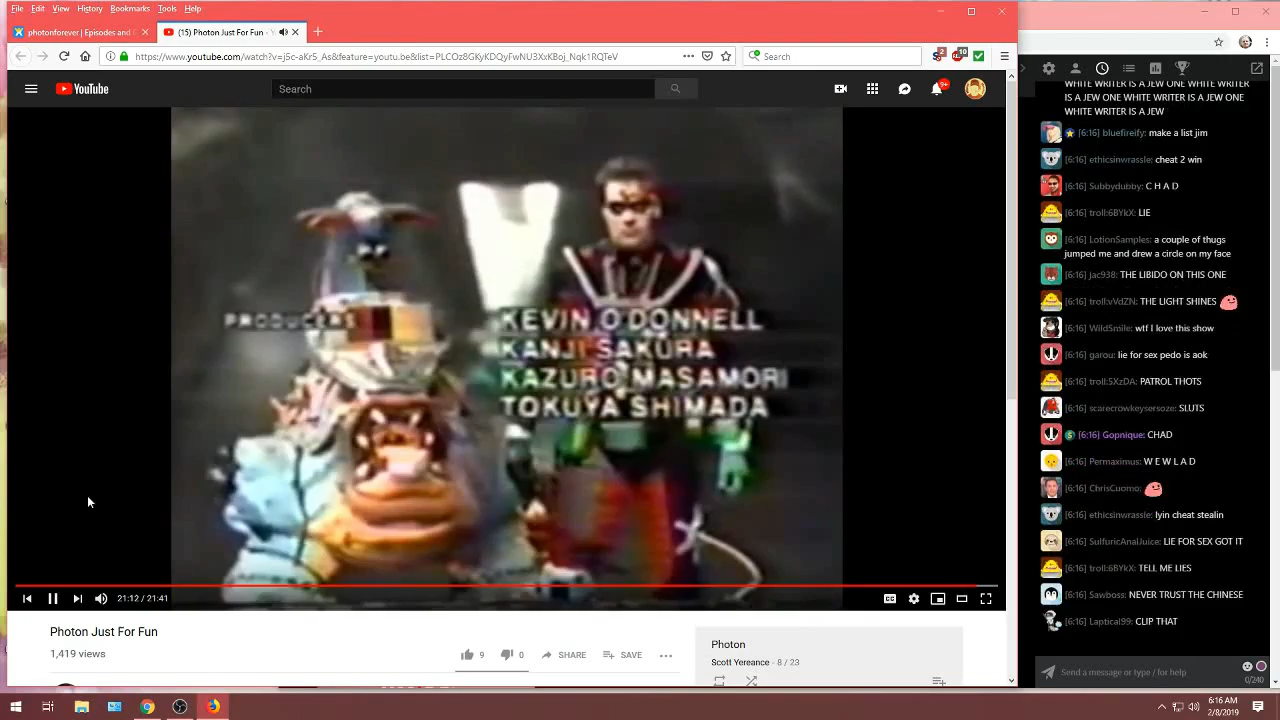 File Edit View History Bookmarks Tools Help
photonforever | Episodes and
(15) Photon Just For Fun - Y
https://www.youtube.com/watch?v=j5c-klr5_As&feature=youtu.be&list=PLCOz8GKyKDQyFwNU3XxKBoj_Nqk1RQTeV
Search
2
10
YouTube
Search
9+
PRODUCER
KEVIN O'DONNELL
KANJI SAKURA
KAZURO MASAMORI
TOKUYA SHIMADA
21:12 / 21:41
CC
Photon Just For Fun
1,419 views
9
0
SHARE
SAVE
Photon
Scott Yereance - 8 / 23
WHITE WRITER IS A JEW ONE WHITE WRITER
IS A JEW ONE WHITE WRITER IS A JEW ONE
WHITE WRITER IS A JEW
[6:16] bluefireify: make a list jim
[6:16] ethicsinwrassle: cheat 2 win
[6:16] Subbydubby: C H A D
[6:16] troll:6BYkX: LIE
[6:16] LotionSamples: a couple of thugs
jumped me and drew a circle on my face
[6:16] jac938: THE LIBIDO ON THIS ONE
[6:16] troll:vVdZN: THE LIGHT SHINES
[6:16] WildSmile: wtf I love this show
[6:16] garou: lie for sex pedo is aok
[6:16] troll:5XzDA: PATROL THOTS
[6:16] scarecrowkeysersoze: SLUTS
[6:16] Gopnique: CHAD
[6:16] Permaximus: W E W L A D
[6:16] ChrisCuomo:
[6:16] ethicsinwrassle: lyin cheat stealin
[6:16] SulfuricAnalJuice: LIE FOR SEX GOT IT
[6:16] troll:6BYkX: TELL ME LIES
[6:16] Sawboss: NEVER TRUST THE CHINESE
[6:16] Laptical99: CLIP THAT
Send a message or type / for help
0/240
6:16 AM
2/8/2019